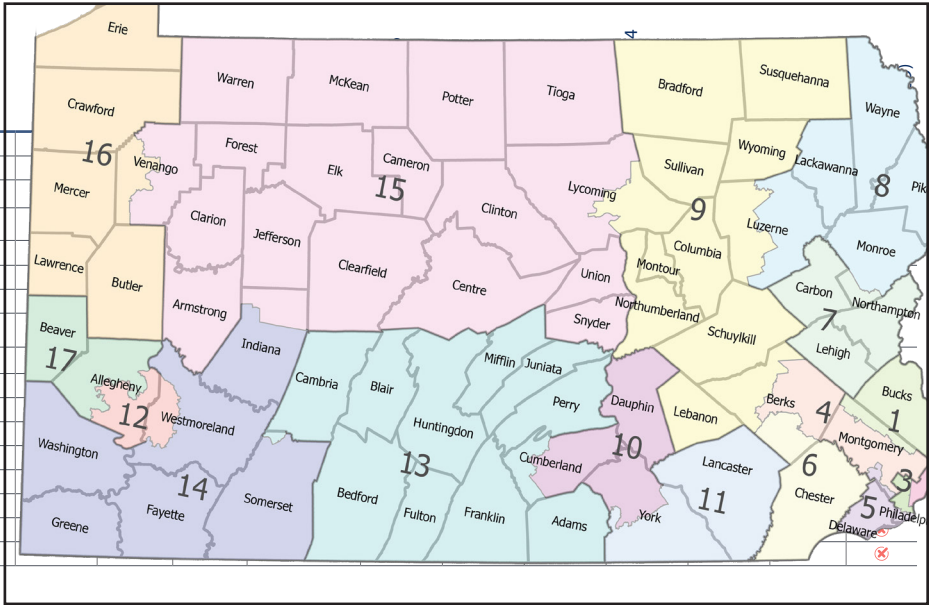 Erie
4
Warren
McKean
Potter
Tioga
Bradford
Susquehanna
Wayne
Crawford
16
Venango
Forest
Elk
Cameron
15
Lycoming
Sullivan
Wyoming
Lackawanna
8
Pik
Mercer
Clarion
Jefferson
Clinton
9
Luzerne
Monroe
Lawrence
Butler
Clearfield
Centre
Union
Montour
Columbia
Carbon
Northampton
Armstrong
Snyder
Northumberland
Schuylkill
7
Lehigh
Beaver
17
Indiana
Allegheny
12
Westmoreland
Cambria
Blair
Mifflin
Juniata
Huntingdon
Perry
Dauphin
Lebanon
Berks
4
Bucks
1
Montgomery
Washington
14
13
Cumberland
10
Lancaster
11
6
Chester
3
5
Philadelp
Delaware
Greene
Fayette
Somerset
Bedford
Fulton
Franklin
Adams
York